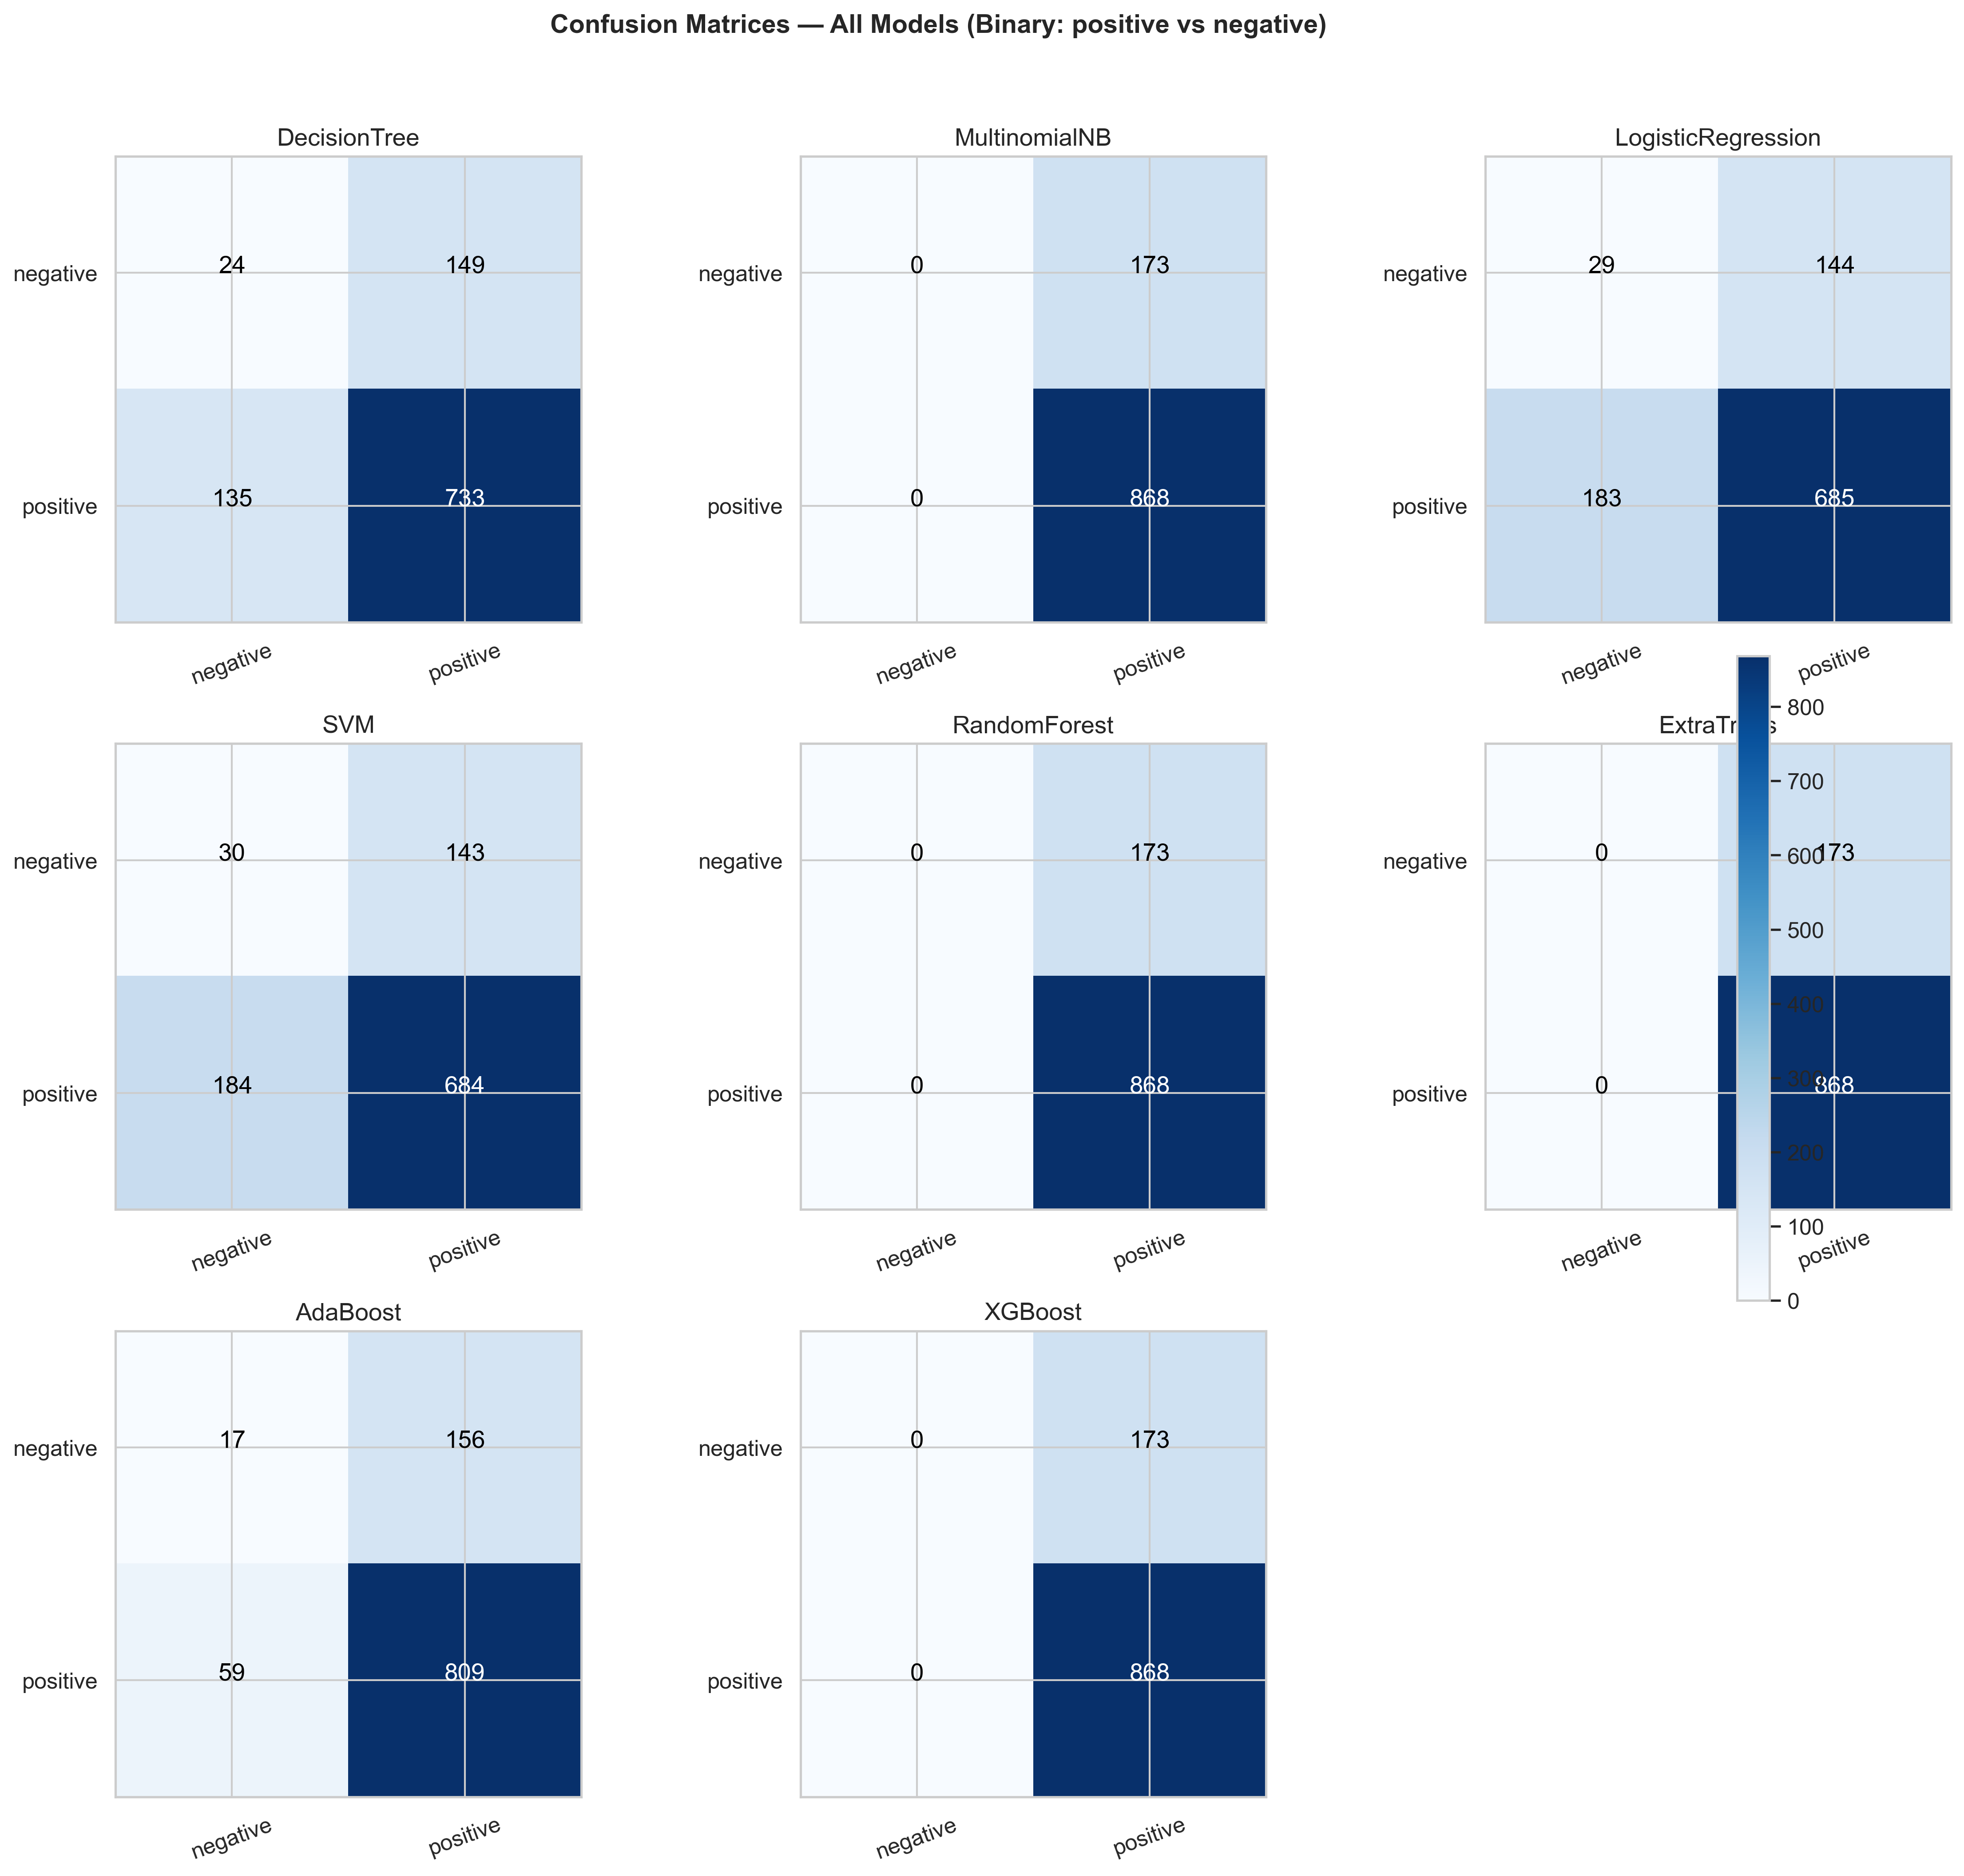 Confusion Matrices — All Models (Binary: positive vs negative)
DecisionTree
negative 24 149
positive 135 733
negative positive
MultinomialNB
negative 0 173
positive 0 868
negative positive
LogisticRegression
negative 29 144
positive 183 685
negative positive
SVM
negative 30 143
positive 184 684
negative positive
RandomForest
negative 0 173
positive 0 868
negative positive
negative 0 173
positive 0
negative positive
800
700
600
500
400
300
200
100
0
AdaBoost
negative 17 156
positive 59 809
negative positive
XGBoost
negative 0 173
positive 0 868
negative positive